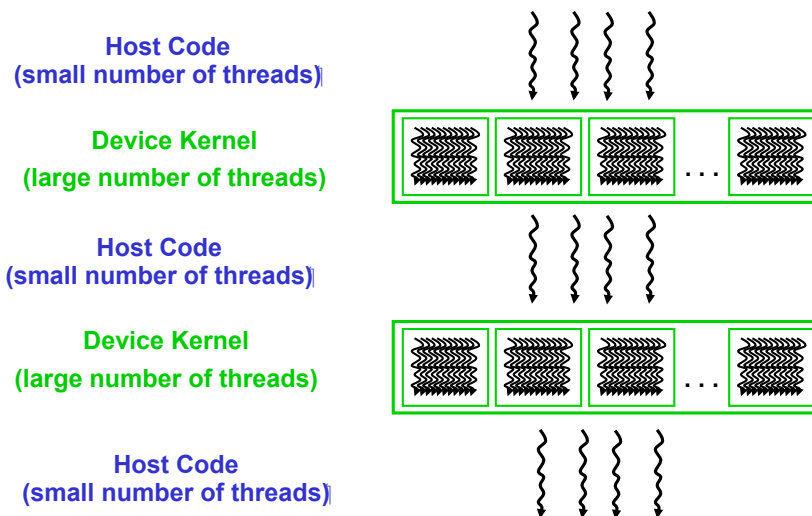 Host Code
(small number of threads)
Device Kernel
(large number of threads)
. . .
Host Code
(small number of threads)
Device Kernel
(large number of threads)
. . .
Host Code
(small number of threads)